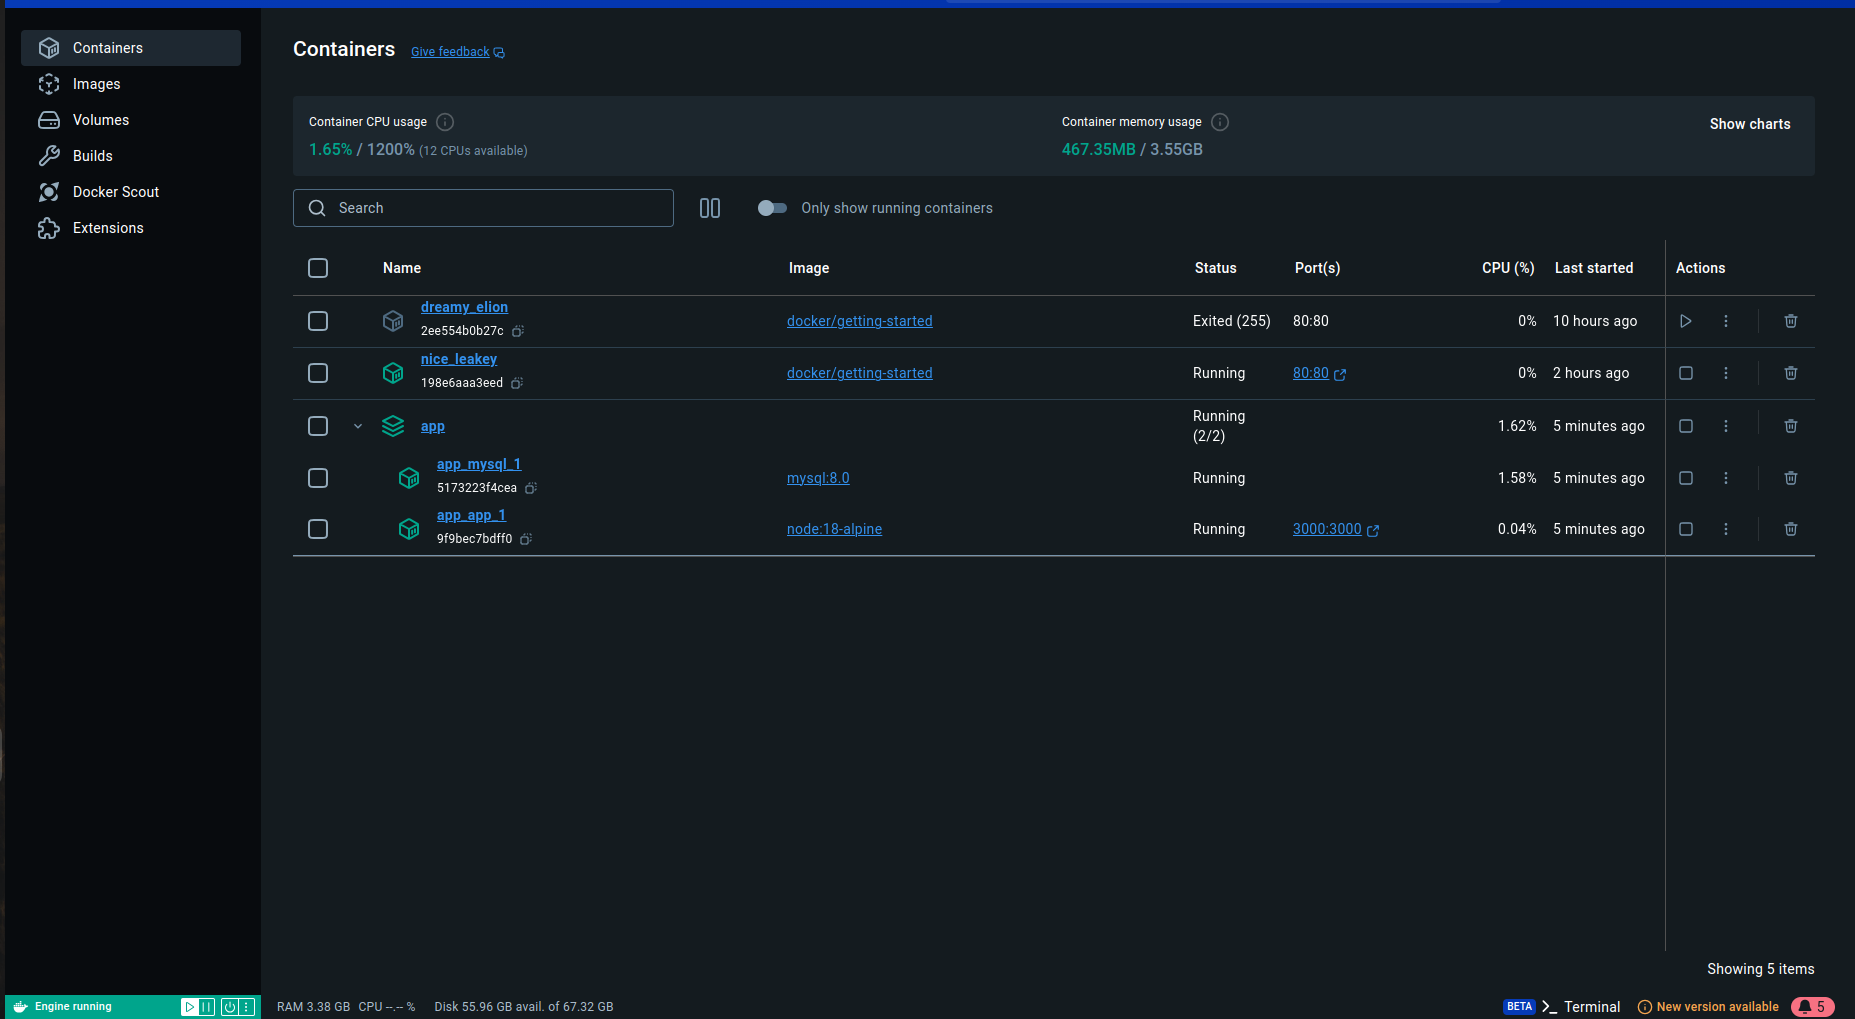 Containers
Images
Volumes
Builds
Docker Scout
Extensions
Containers Give feedback
Container CPU usage
1.65% / 1200% (12 CPUs available)
Container memory usage
467.35MB / 3.55GB
Show charts
Search
Only show running containers
Name Image Status Port(s) CPU (%) Last started Actions
dreamy_elion
2ee554b0b27c
docker/getting-started Exited (255) 80:80 0% 10 hours ago
nice_leakey
198e6aaa3eed
docker/getting-started Running 80:80 0% 2 hours ago
app Running
(2/2) 1.62% 5 minutes ago
app_mysql_1
5173223f4cea
mysql:8.0 Running 1.58% 5 minutes ago
app_app_1
9f9bec7bdff0
node:18-alpine Running 3000:3000 0.04% 5 minutes ago
Showing 5 items
Engine running
RAM 3.38 GB CPU --.-- % Disk 55.96 GB avail. of 67.32 GB
BETA >_ Terminal New version available 5